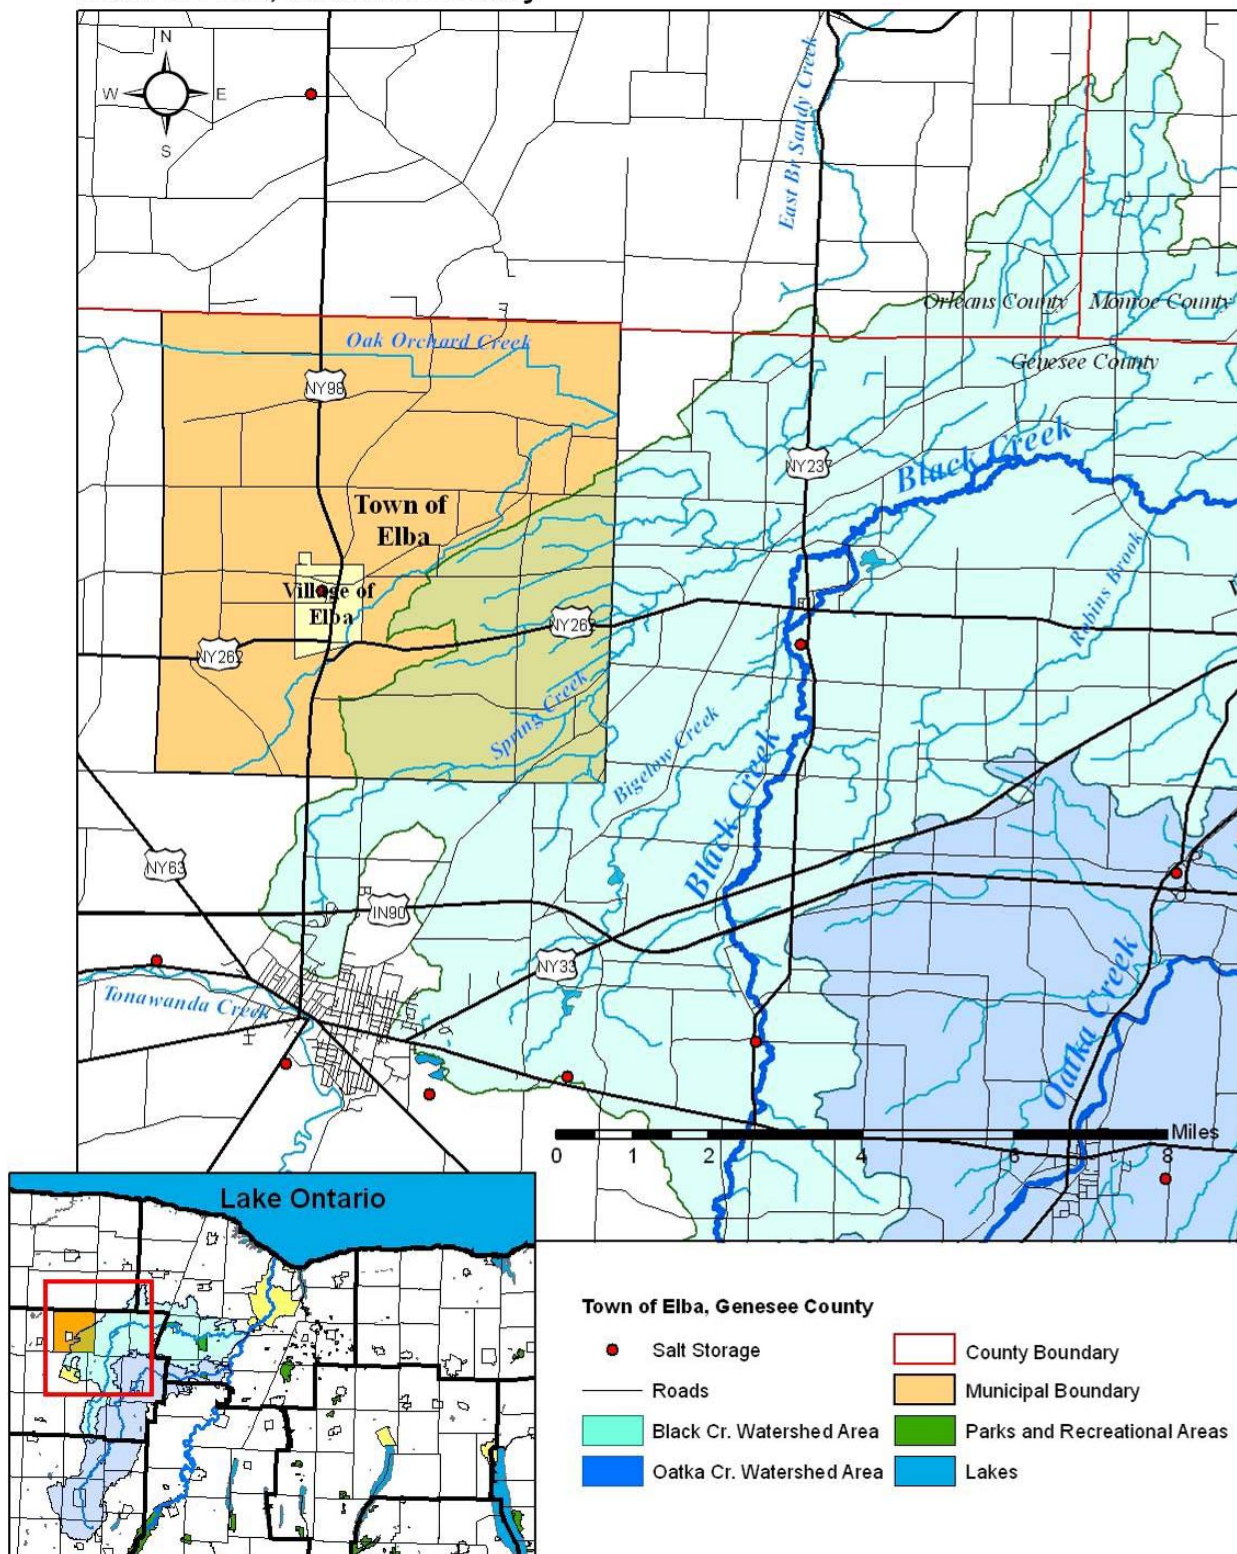 N
W
E
S
East Br Sandy Creek
Orleans County
Monroe County
Genesee County
Oak Orchard Creek
NY98
NY237
Black Creek
Town of
Elba
Village of
Elba
NY262
NY262
Robins Brook
Spring Creek
Bigelow Creek
Black Creek
NY63
IN90
NY33
Tonawanda Creek
Oatka Creek
Miles
0
1
2
4
6
8
Lake Ontario
Town of Elba, Genesee County
Salt Storage
Roads
Black Cr. Watershed Area
Oatka Cr. Watershed Area
County Boundary
Municipal Boundary
Parks and Recreational Areas
Lakes